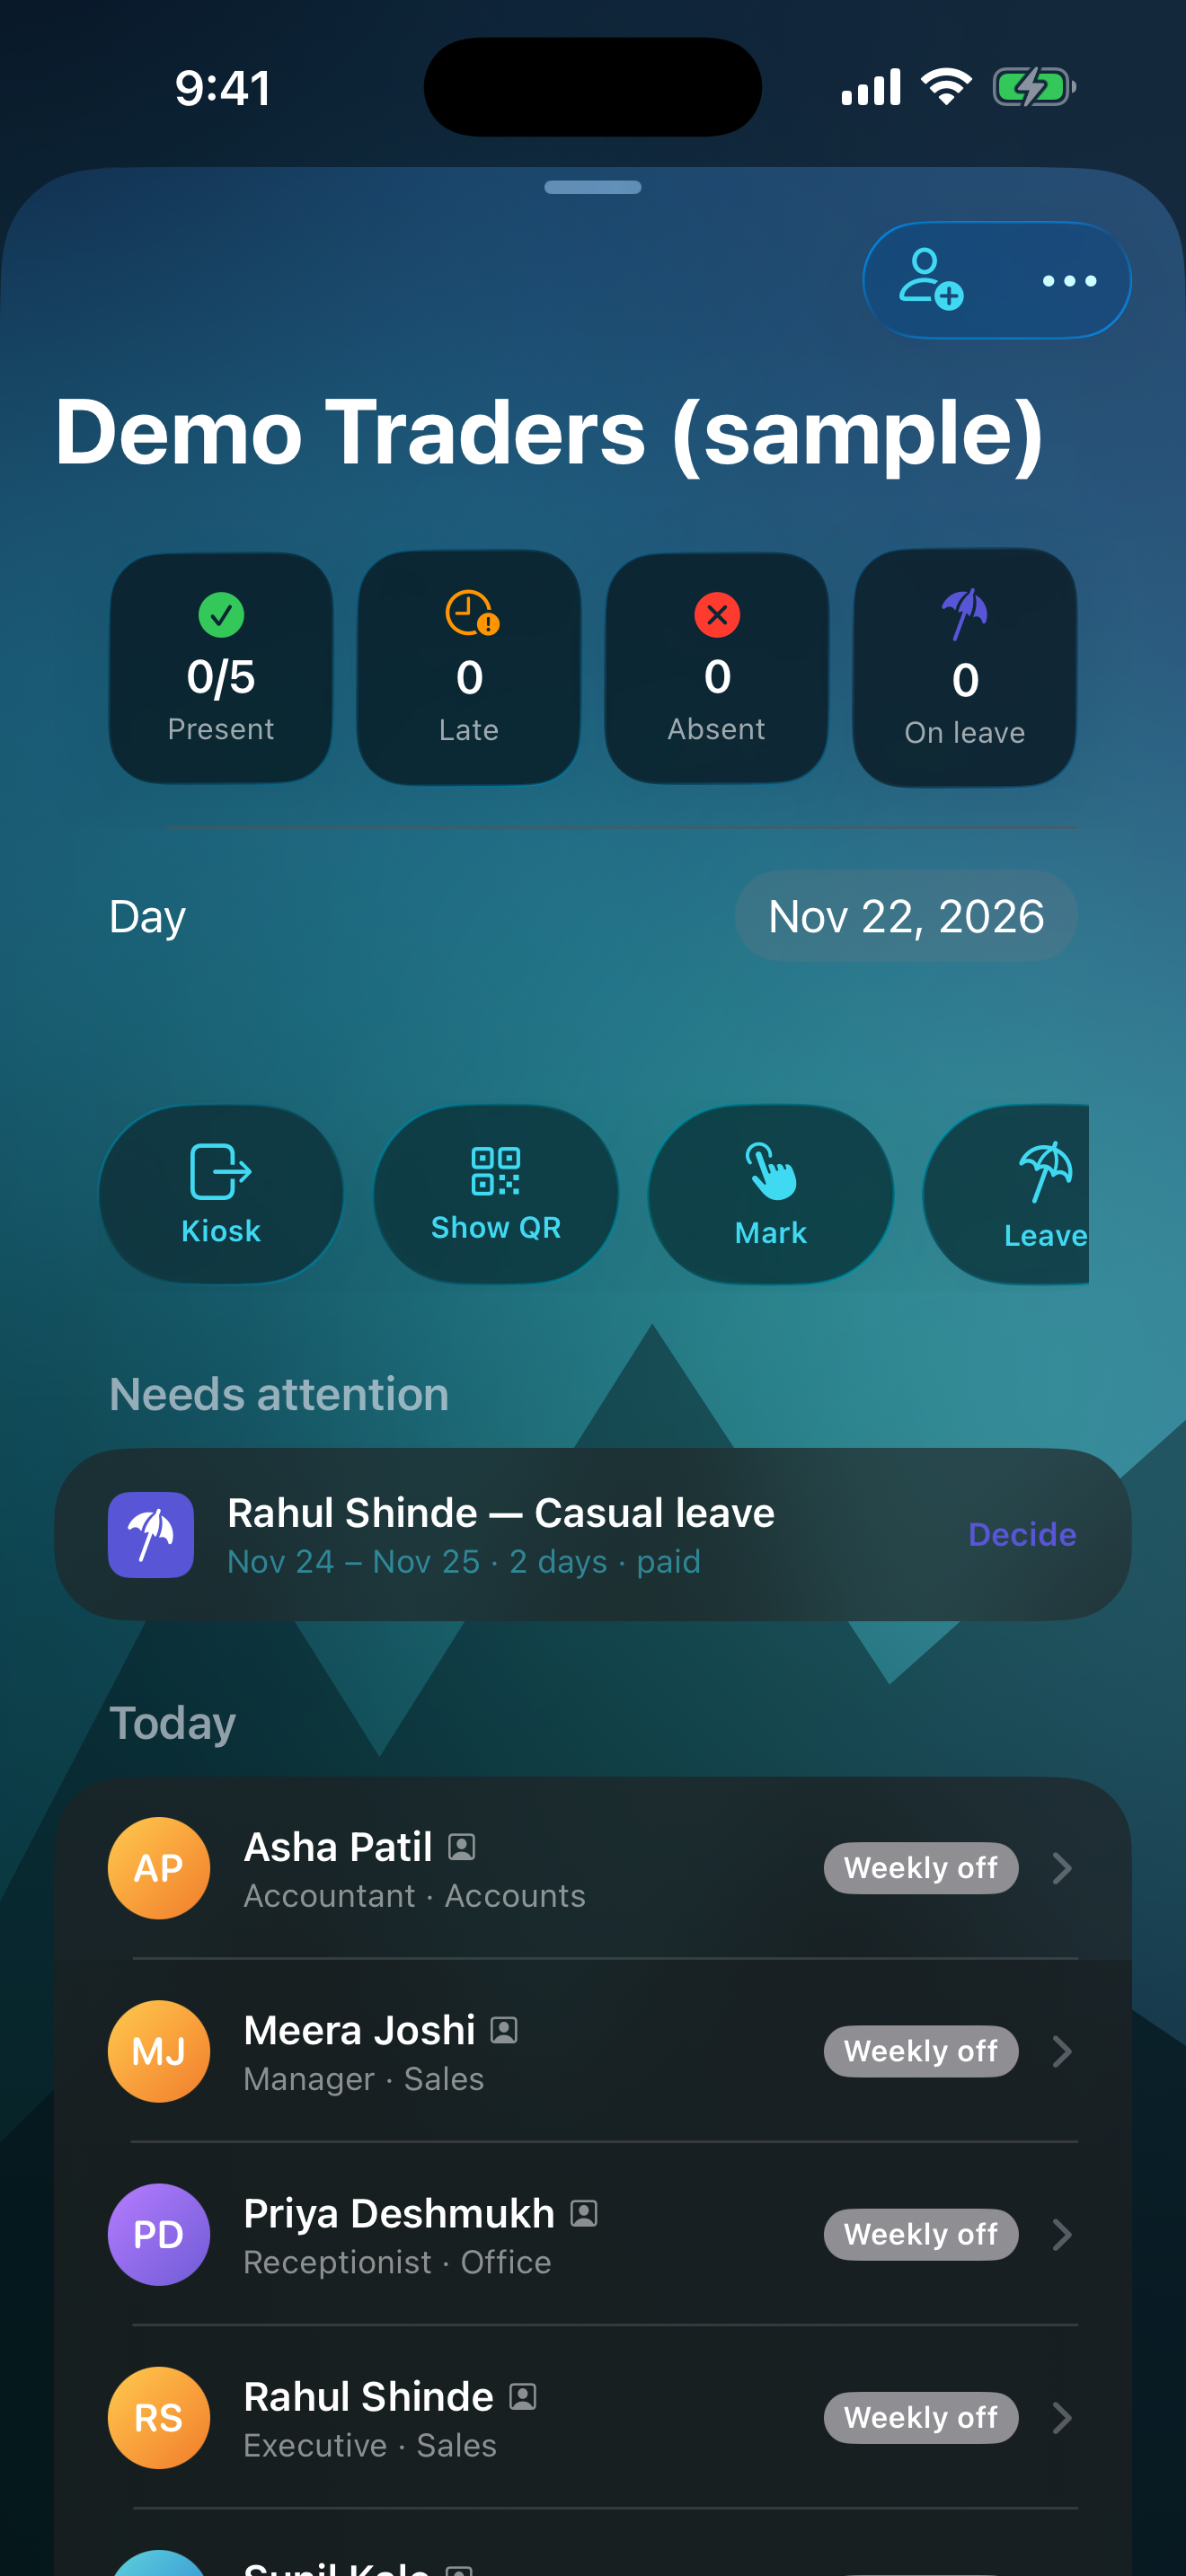 9:41
Demo Traders (sample)
0/5
Present
0
Late
0
Absent
0
On leave
Day
Nov 22, 2026
Kiosk
Show QR
Mark
Leave
Needs attention
Rahul Shinde — Casual leave
Nov 24 – Nov 25 · 2 days · paid
Decide
Today
AP
Asha Patil
Accountant · Accounts
Weekly off
MJ
Meera Joshi
Manager · Sales
Weekly off
PD
Priya Deshmukh
Receptionist · Office
Weekly off
RS
Rahul Shinde
Executive · Sales
Weekly off